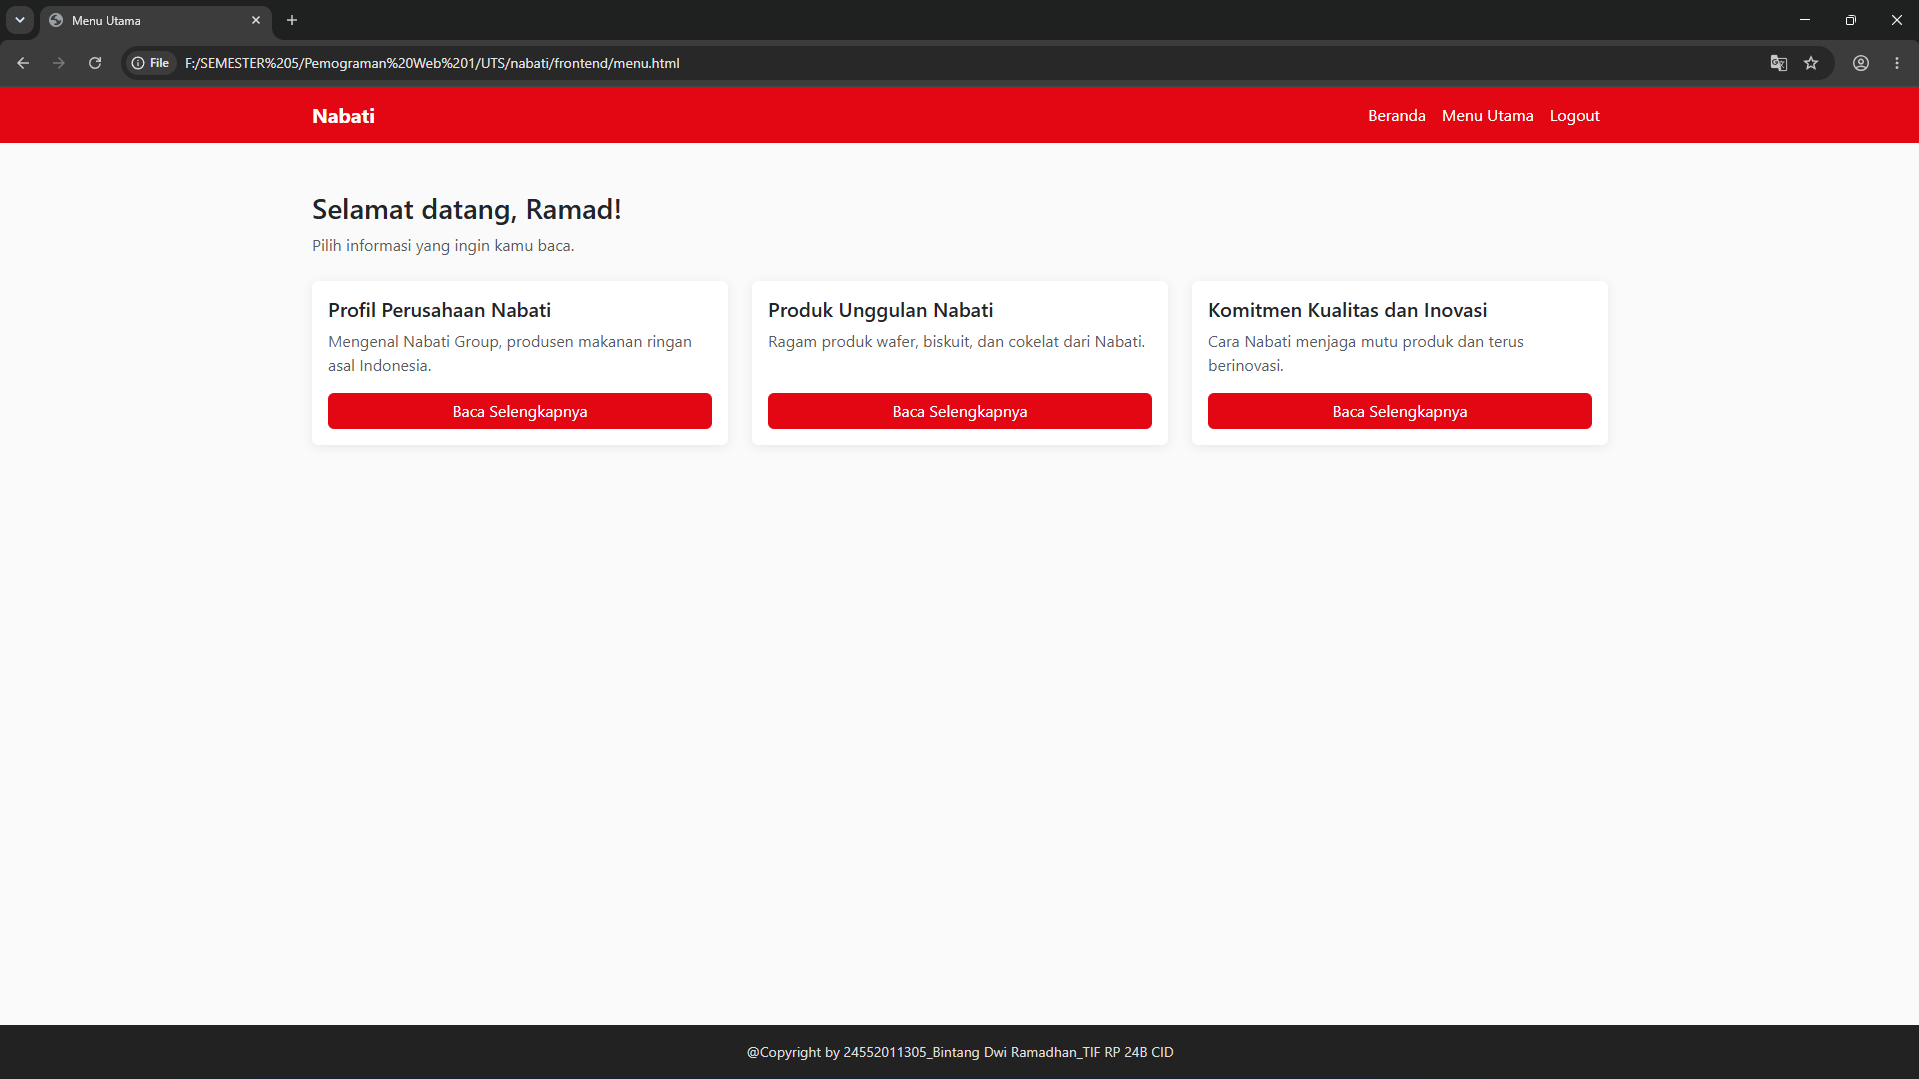 Menu Utama
File
F:/SEMESTER%205/Pemograman%20Web%201/UTS/nabati/frontend/menu.html
Nabati
Beranda
Menu Utama
Logout
Selamat datang, Ramad!
Pilih informasi yang ingin kamu baca.
Profil Perusahaan Nabati
Mengenal Nabati Group, produsen makanan ringan
asal Indonesia.
Baca Selengkapnya
Produk Unggulan Nabati
Ragam produk wafer, biskuit, dan cokelat dari Nabati.
Baca Selengkapnya
Komitmen Kualitas dan Inovasi
Cara Nabati menjaga mutu produk dan terus
berinovasi.
Baca Selengkapnya
@Copyright by 24552011305_Bintang Dwi Ramadhan_TIF RP 24B CID